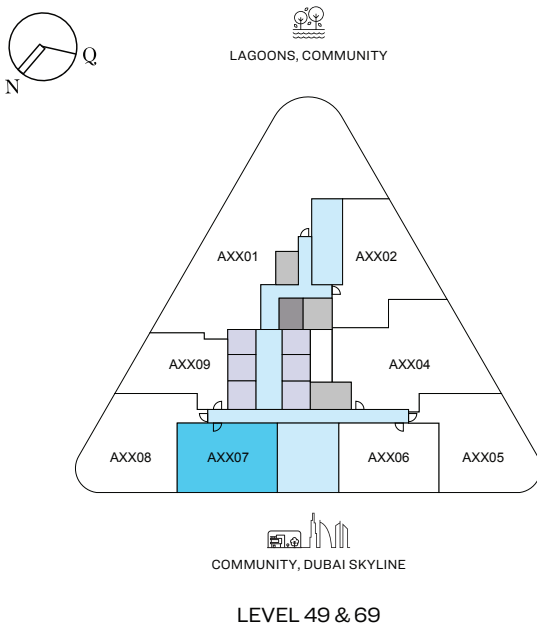 LAGOONS, COMMUNITY
Q
N
AXX01
AXX02
AXX09
AXX04
AXX08
AXX07
AXX06
AXX05
COMMUNITY, DUBAI SKYLINE
LEVEL 49 & 69